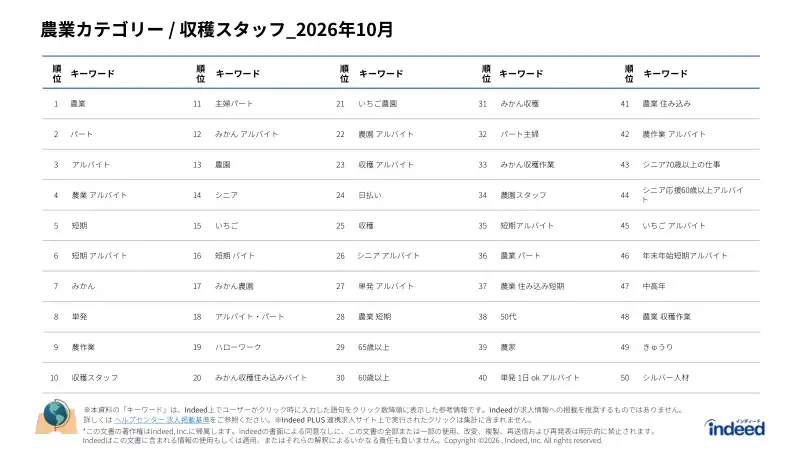 農業カテゴリー / 収穫スタッフ_2026年10月
順位 キーワード 順位 キーワード 順位 キーワード 順位 キーワード 順位 キーワード
1 農業 11 主婦パート 21 いちご農園 31 みかん収穫 41 農業 住み込み
2 パート 12 みかん アルバイト 22 農園 アルバイト 32 パート主婦 42 農作業 アルバイト
3 アルバイト 13 農園 23 収穫 アルバイト 33 みかん収穫作業 43 シニア70歳以上の仕事
4 農業 アルバイト 14 シニア 24 日払い 34 農園スタッフ 44 シニア応援60歳以上アルバイト
5 短期 15 いちご 25 収穫 35 短期アルバイト 45 いちご アルバイト
6 短期 アルバイト 16 短期 バイト 26 シニア アルバイト 36 農業 パート 46 年末年始短期アルバイト
7 みかん 17 みかん農園 27 単発 アルバイト 37 農業 住み込み短期 47 中高年
8 単発 18 アルバイト・パート 28 農業 短期 38 50代 48 農業 収穫作業
9 農作業 19 ハローワーク 29 65歳以上 39 農家 49 きゅうり
10 収穫スタッフ 20 みかん収穫住み込みバイト 30 60歳以上 40 単発 1日 ok アルバイト 50 シルバー人材
※本資料の「キーワード」は、Indeed上でユーザーがクリック時に入力した語句をクリック数降順に表示した参考情報です。Indeedが求人情報への掲載を推奨するものではありません。
詳しくは ヘルプセンター 求人掲載基準をご参照ください。※Indeed PLUS 連携求人サイト上で実行されたクリックは集計に含まれません。
*この文書の著作権はIndeed, Inc.に帰属します。Indeedの書面による同意なしに、この文書の全部または一部の使用、改変、複製、再送信および再発表は明示的に禁止されます。
Indeedはこの文書に含まれる情報の使用もしくは適用、またはそれらの解釈によるいかなる責任も負いません。Copyright ©2026 , Indeed, Inc. All rights reserved.
インディード
indeed